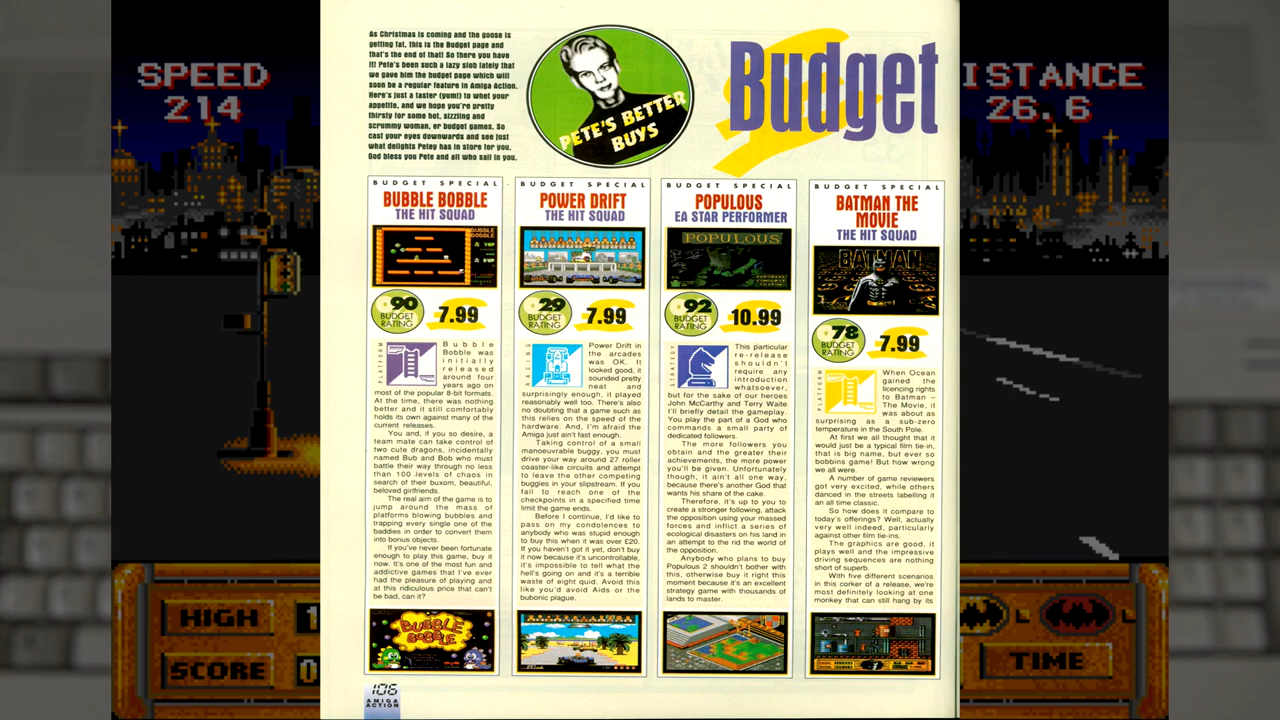 SPEED
214
ISTANCE
26.6
As Christmas is coming and the goose is
getting fat, this is the Budget page and
that's the end of that! So there you have
it! Pete's been such a lazy slob lately that
we gave him the budget page which will
soon be a regular feature in Amiga Action.
Here's just a taster (yum!) to whet your
appetite, and we hope you're pretty
thirsty for some hot, sizzling and
scrummy woman, er budget games. So
cast your eyes downwards and see just
what delights Petey has in store for you.
God bless you Pete and all who sail in you.
PETE'S BETTER
BUYS
Budget
BUDGET SPECIAL
BUBBLE BOBBLE
THE HIT SQUAD
BUBBLE
BOBBLE
90
BUDGET
RATING
7.99
PLATFORM
Bubble
Bobble was
initially
released
around four
years ago on
most of the popular 8-bit formats.
At the time, there was nothing
better and it still comfortably
holds its own against many of the
current releases.
You and, if you so desire, a
team mate can take control of
two cute dragons, incidentally
named Bub and Bob who must
battle their way through no less
than 100 levels of chaos in
search of their buxom, beautiful,
beloved girlfriends.
The real aim of the game is to
jump around the mass of
platforms blowing bubbles and
trapping every single one of the
baddies in order to convert them
into bonus objects.
If you've never been fortunate
enough to play this game, buy it
now. It's one of the most fun and
addictive games that I've ever
had the pleasure of playing and
at this ridiculous price that can't
be bad, can it?
BUBBLE
BOBBLE
BUDGET SPECIAL
POWER DRIFT
THE HIT SQUAD
29
BUDGET
RATING
7.99
RACING
Power Drift in
the arcades
was OK. It
looked good, it
sounded pretty
neat and
surprisingly enough, it played
reasonably well too. There's also
no doubting that a game such as
this relies on the speed of the
hardware. And, I'm afraid the
Amiga just ain't fast enough.
Taking control of a small
manoeuvrable buggy, you must
drive your way around 27 roller
coaster-like circuits and attempt
to leave the other competing
buggies in your slipstream. If you
fail to reach one of the
checkpoints in a specified time
limit the game ends.
Before I continue, I'd like to
pass on my condolences to
anybody who was stupid enough
to buy this when it was over £20.
If you haven't got it yet, don't buy
it now because it's uncontrollable,
it's impossible to tell what the
hell's going on and it's a terrible
waste of eight quid. Avoid this
like you'd avoid Aids or the
bubonic plague.
BUDGET SPECIAL
POPULOUS
EA STAR PERFORMER
POPULOUS
92
BUDGET
RATING
10.99
STRATEGY
This particular
re-release
shouldn't
require any
introduction
whatsoever,
but for the sake of our heroes
John McCarthy and Terry Waite
I'll briefly detail the gameplay.
You play the part of a God who
commands a small party of
dedicated followers.
The more followers you
obtain and the greater their
achievements, the more power
you'll be given. Unfortunately
though, it ain't all one way,
because there's another God that
wants his share of the cake.
Therefore, it's up to you to
create a stronger following, attack
the opposition using your massed
forces and inflict a series of
ecological disasters on his land in
an attempt to the rid the world of
the opposition.
Anybody who plans to buy
Populous 2 shouldn't bother with
this, otherwise buy it right this
moment because it's an excellent
strategy game with thousands of
lands to master.
BUDGET SPECIAL
BATMAN THE
MOVIE
THE HIT SQUAD
BATMAN
78
BUDGET
RATING
7.99
PLATFORM
When Ocean
gained the
licencing rights
to Batman –
The Movie, it
was about as
surprising as a sub-zero
temperature in the South Pole.
At first we all thought that it
would just be a typical film tie-in,
that is big name, but ever so
bobbins game! But how wrong
we all were.
A number of game reviewers
got very excited, while others
danced in the streets labelling it
an all time classic.
So how does it compare to
today's offerings? Well, actually
very well indeed, particularly
against other film tie-ins.
The graphics are good, it
plays well and the impressive
driving sequences are nothing
short of superb.
With five different scenarios
in this corner of a release, we're
most definitely looking at one
monkey that can still hang by its
106
AMIGA
ACTION
HIGH
1
SCORE
0
L
L
TIME